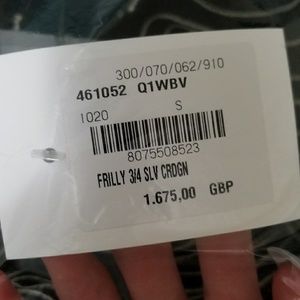 300/070/062/910
461052 Q1WBV
1020 S
8075508523
FRILLY 3/4 SLV CRDGN
1.675,00 GBP